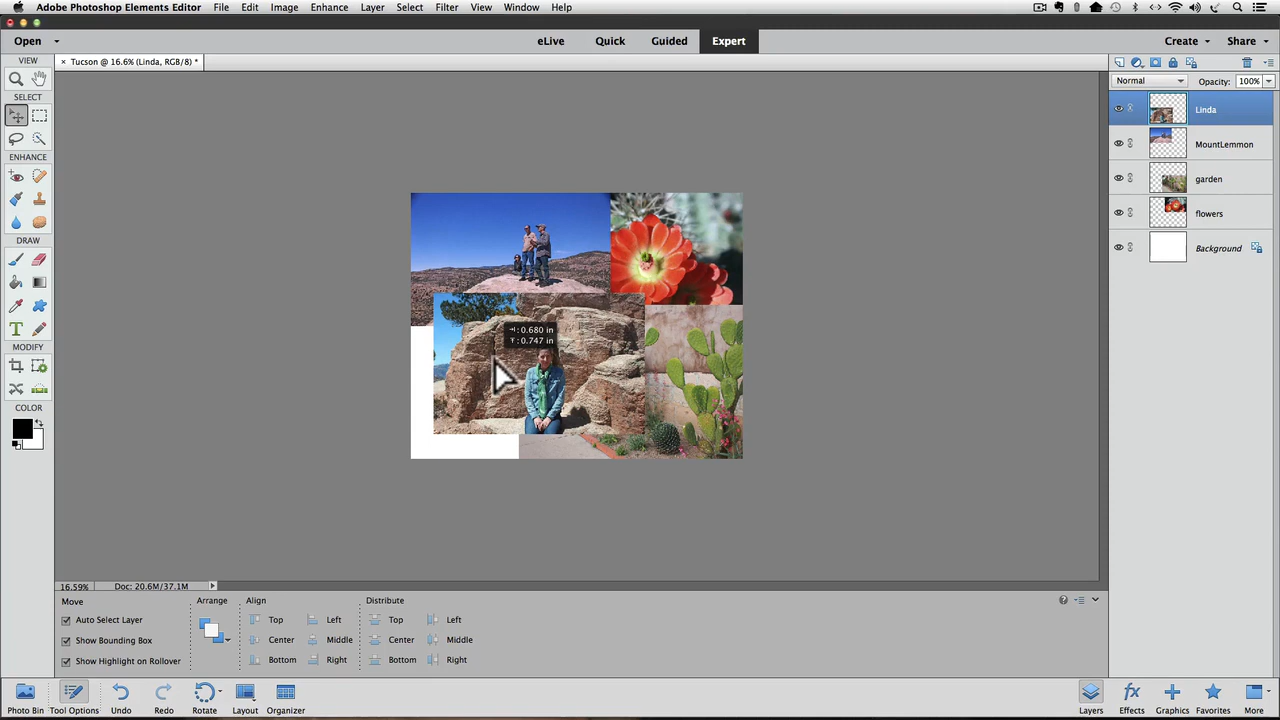 Adobe Photoshop Elements Editor File Edit Image Enhance Layer Select Filter View Window Help
Open eLive Quick Guided Expert Create Share
× Tucson @ 16.6% (Linda, RGB/8) *
VIEW
SELECT
ENHANCE
DRAW
MODIFY
COLOR
Normal Opacity: 100%
Linda
MountLemmon
garden
flowers
Background
: 0.680 in
: 0.747 in
16.59% Doc: 20.6M/37.1M
Move Arrange Align Distribute
Auto Select Layer Top Left Top Left
Show Bounding Box Center Middle Center Middle
Show Highlight on Rollover Bottom Right Bottom Right
Photo Bin Tool Options Undo Redo Rotate Layout Organizer Layers Effects Graphics Favorites More